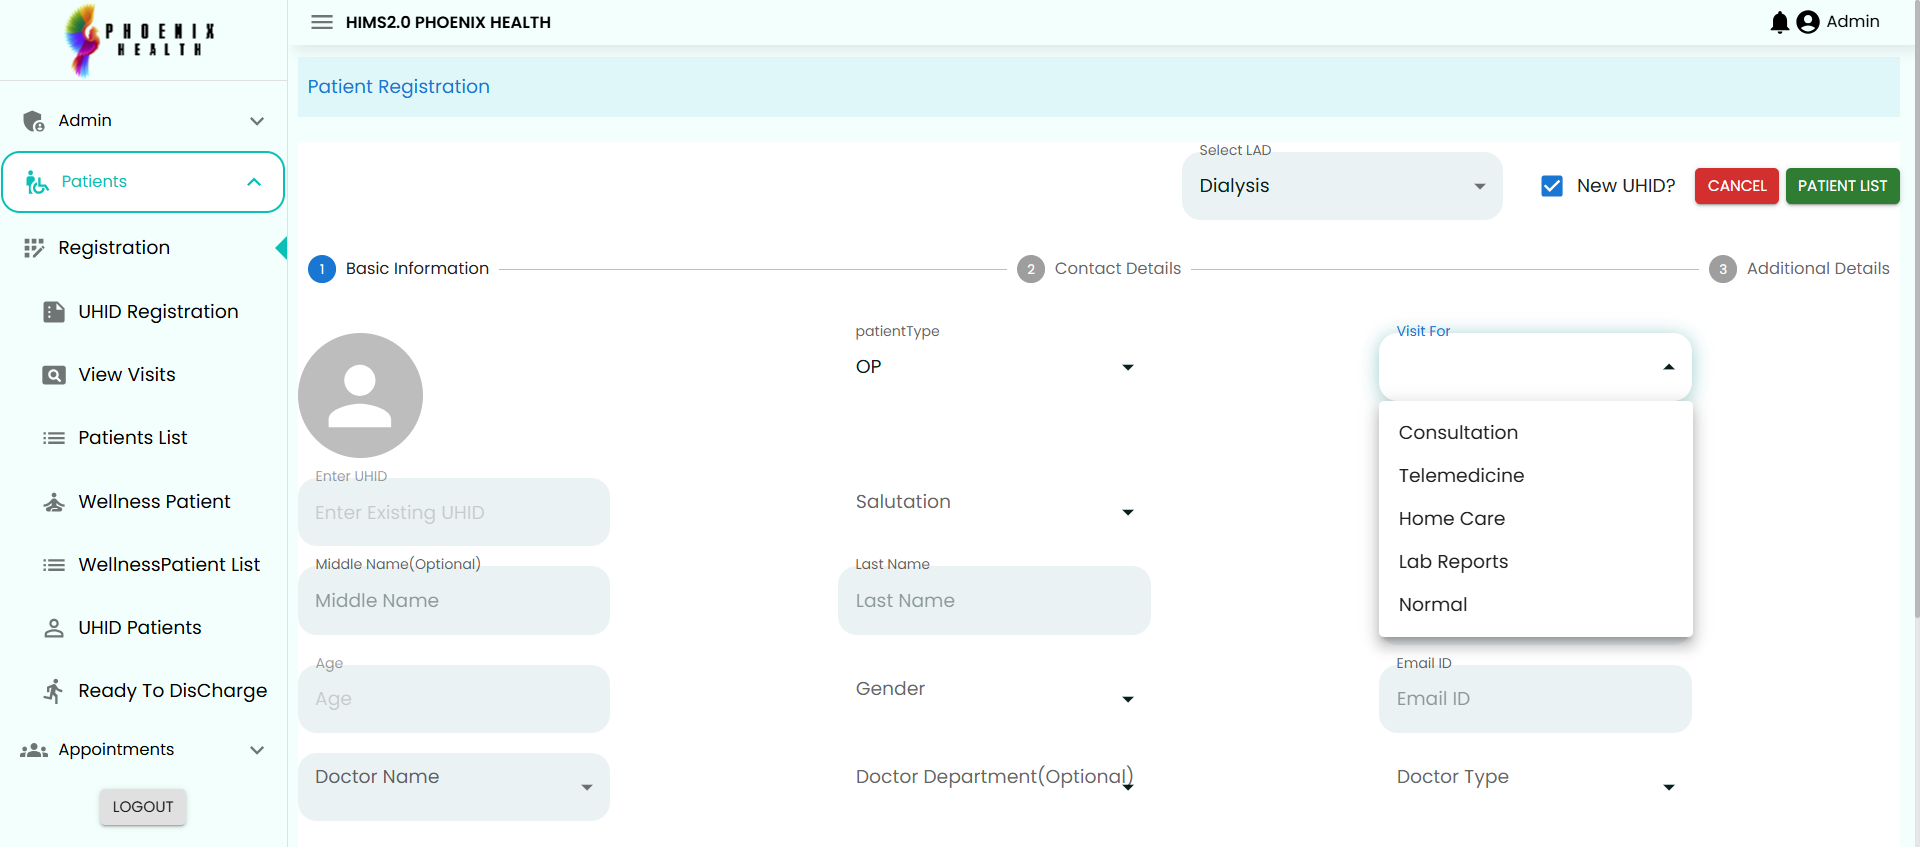 PHOENIX
HEALTH
HIMS2.0 PHOENIX HEALTH
Admin
Admin
Patients
Registration
UHID Registration
View Visits
Patients List
Wellness Patient
WellnessPatient List
UHID Patients
Ready To DisCharge
Appointments
LOGOUT
Patient Registration
Select LAD
Dialysis
New UHID?
CANCEL
PATIENT LIST
1 Basic Information
2 Contact Details
3 Additional Details
patientType
OP
Visit For
Consultation
Telemedicine
Home Care
Lab Reports
Normal
Enter UHID
Enter Existing UHID
Salutation
Middle Name(Optional)
Middle Name
Last Name
Last Name
Age
Age
Gender
Email ID
Email ID
Doctor Name
Doctor Department(Optional)
Doctor Type